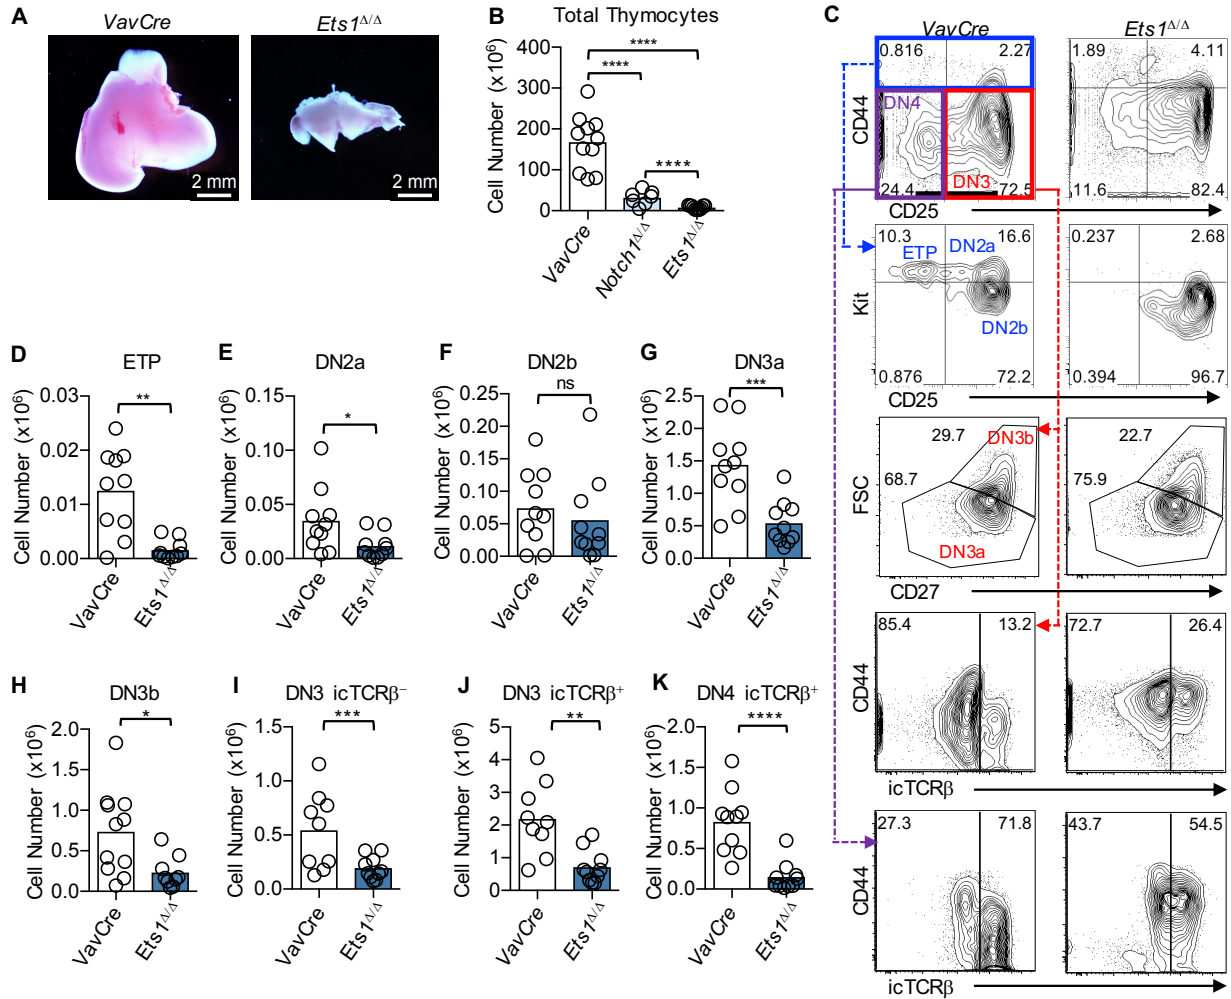 A
VavCre
Ets1Δ/Δ
2 mm
2 mm
B
Total Thymocytes
Cell Number (x10⁶)
400
300
200
100
0
****
****
****
VavCre
Notch1Δ/Δ
Ets1Δ/Δ
C
VavCre
Ets1Δ/Δ
0.816
2.27
DN4
DN3
24.4
72.5
1.89
4.11
11.6
82.4
CD44
CD25
10.3
16.6
ETP
DN2a
DN2b
0.876
72.2
0.237
2.68
0.394
96.7
Kit
CD25
29.7
DN3b
68.7
DN3a
22.7
75.9
FSC
CD27
85.4
13.2
72.7
26.4
CD44
icTCRβ
27.3
71.8
43.7
54.5
CD44
icTCRβ
D
ETP
Cell Number (x10⁶)
0.03
0.02
0.01
0.00
**
VavCre
Ets1Δ/Δ
E
DN2a
Cell Number (x10⁶)
0.15
0.10
0.05
0.00
*
VavCre
Ets1Δ/Δ
F
DN2b
Cell Number (x10⁶)
0.25
0.20
0.15
0.10
0.05
0.00
ns
VavCre
Ets1Δ/Δ
G
DN3a
Cell Number (x10⁶)
2.5
2.0
1.5
1.0
0.5
0.0
***
VavCre
Ets1Δ/Δ
H
DN3b
Cell Number (x10⁶)
2.0
1.5
1.0
0.5
0.0
*
VavCre
Ets1Δ/Δ
I
DN3 icTCRβ⁻
Cell Number (x10⁶)
1.5
1.0
0.5
0.0
***
VavCre
Ets1Δ/Δ
J
DN3 icTCRβ⁺
Cell Number (x10⁶)
5
4
3
2
1
0
**
VavCre
Ets1Δ/Δ
K
DN4 icTCRβ⁺
Cell Number (x10⁶)
2.0
1.5
1.0
0.5
0.0
****
VavCre
Ets1Δ/Δ